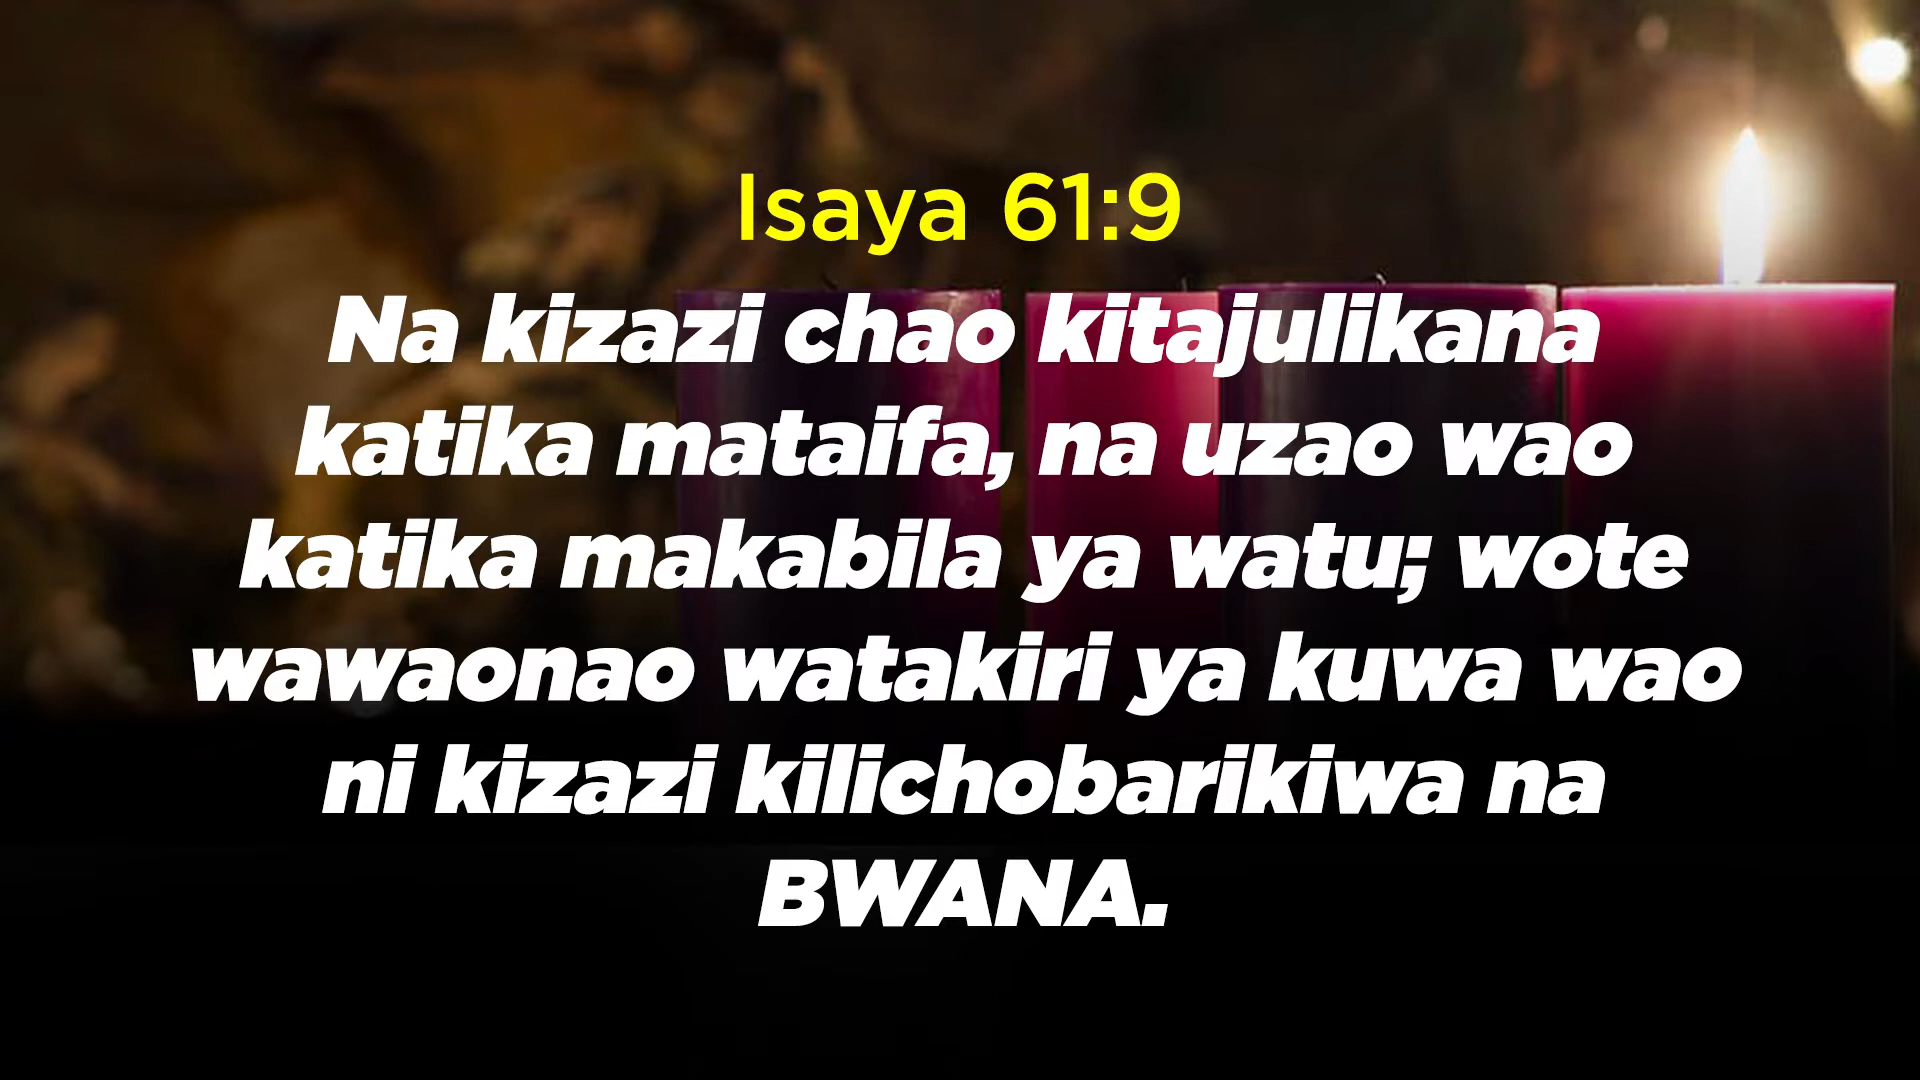 Isaya 61:9
Na kizazi chao kitajulikana
katika mataifa, na uzao wao
katika makabila ya watu; wote
wawaonao watakiri ya kuwa wao
ni kizazi kilichobarikiwa na
BWANA.